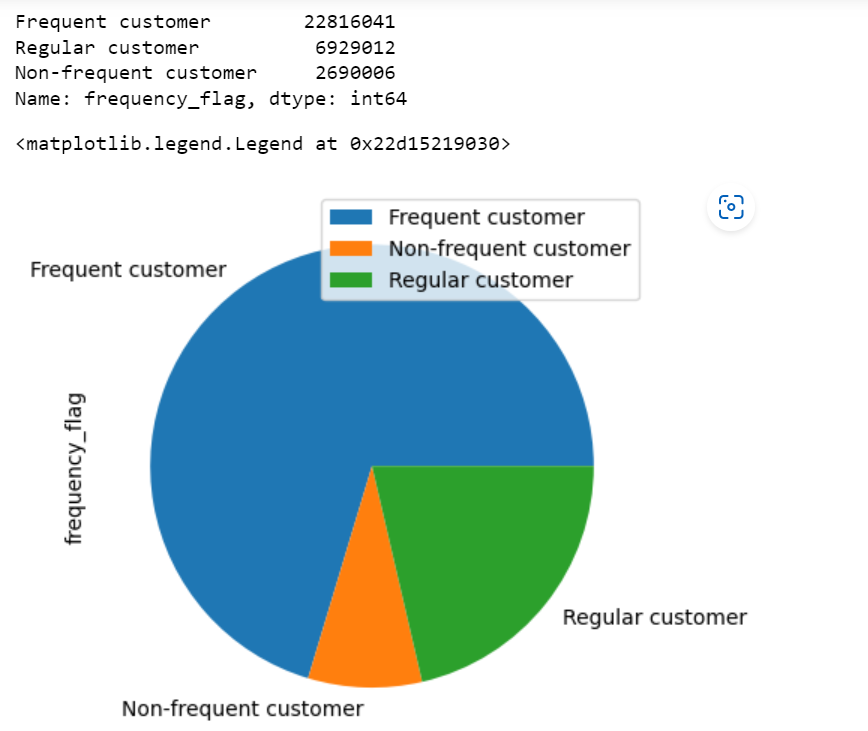 Frequent customer 22816041
Regular customer 6929012
Non-frequent customer 2690006
Name: frequency_flag, dtype: int64
<matplotlib.legend.Legend at 0x22d15219030>
Frequent customer
Non-frequent customer
Regular customer
Frequent customer
frequency_flag
Regular customer
Non-frequent customer